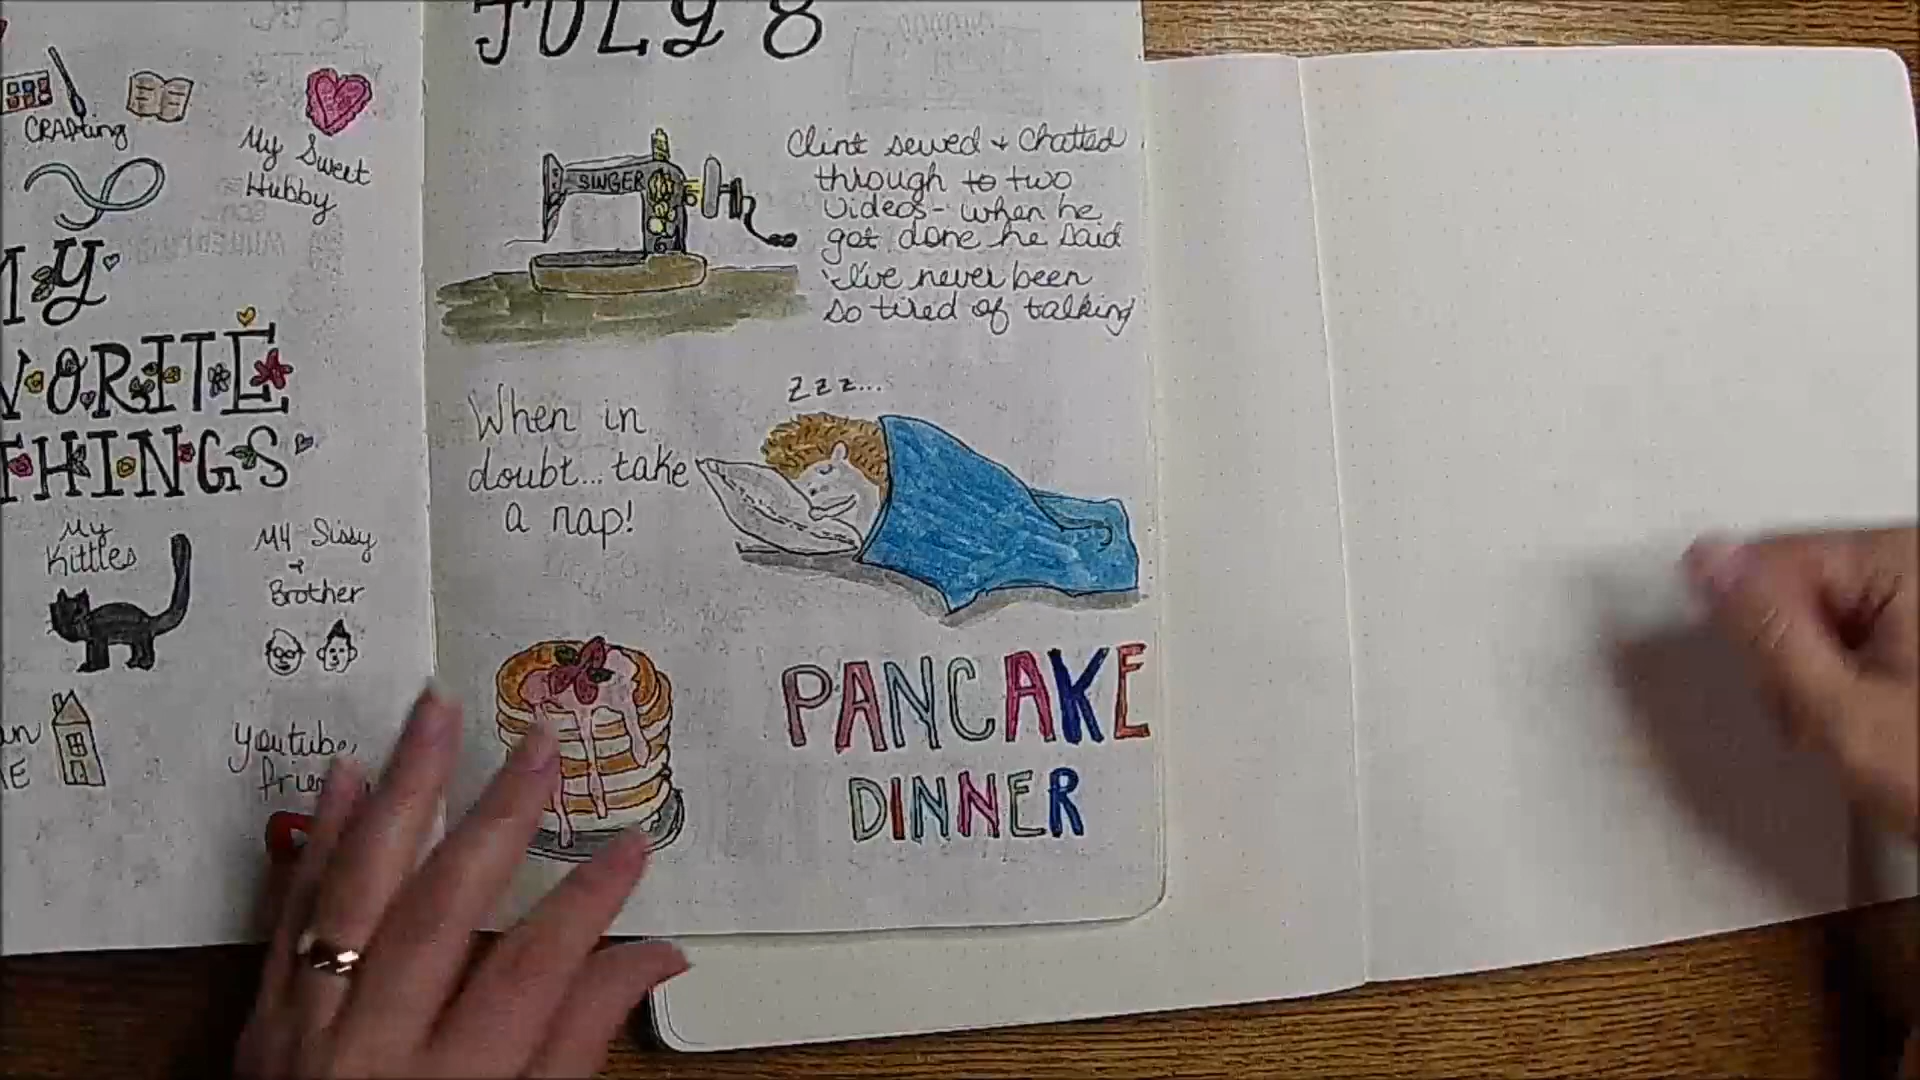 CRAfting
My Sweet
Hubby
MY
VORITE
THINGS
My
Kitties
My Sissy
+
Brother
youtube,
JULY 8
SINGER
Clint sewed + Chatted
through to two
videos - when he
got done he said
"I've never been
so tired of talking
zzz...
When in
doubt... take
a nap!
PANCAKE
DINNER